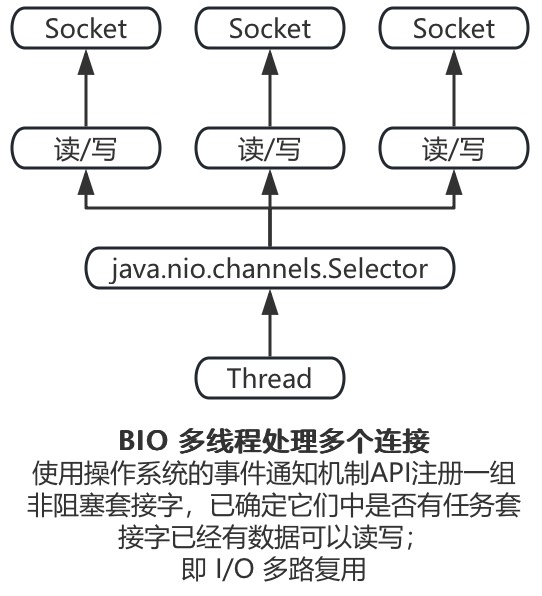 Socket Socket Socket
读/写 读/写 读/写
java.nio.channels.Selector
Thread
BIO 多线程处理多个连接
使用操作系统的事件通知机制API注册一组
非阻塞套接字，已确定它们中是否有任务套
接字已经有数据可以读写；
即 I/O 多路复用